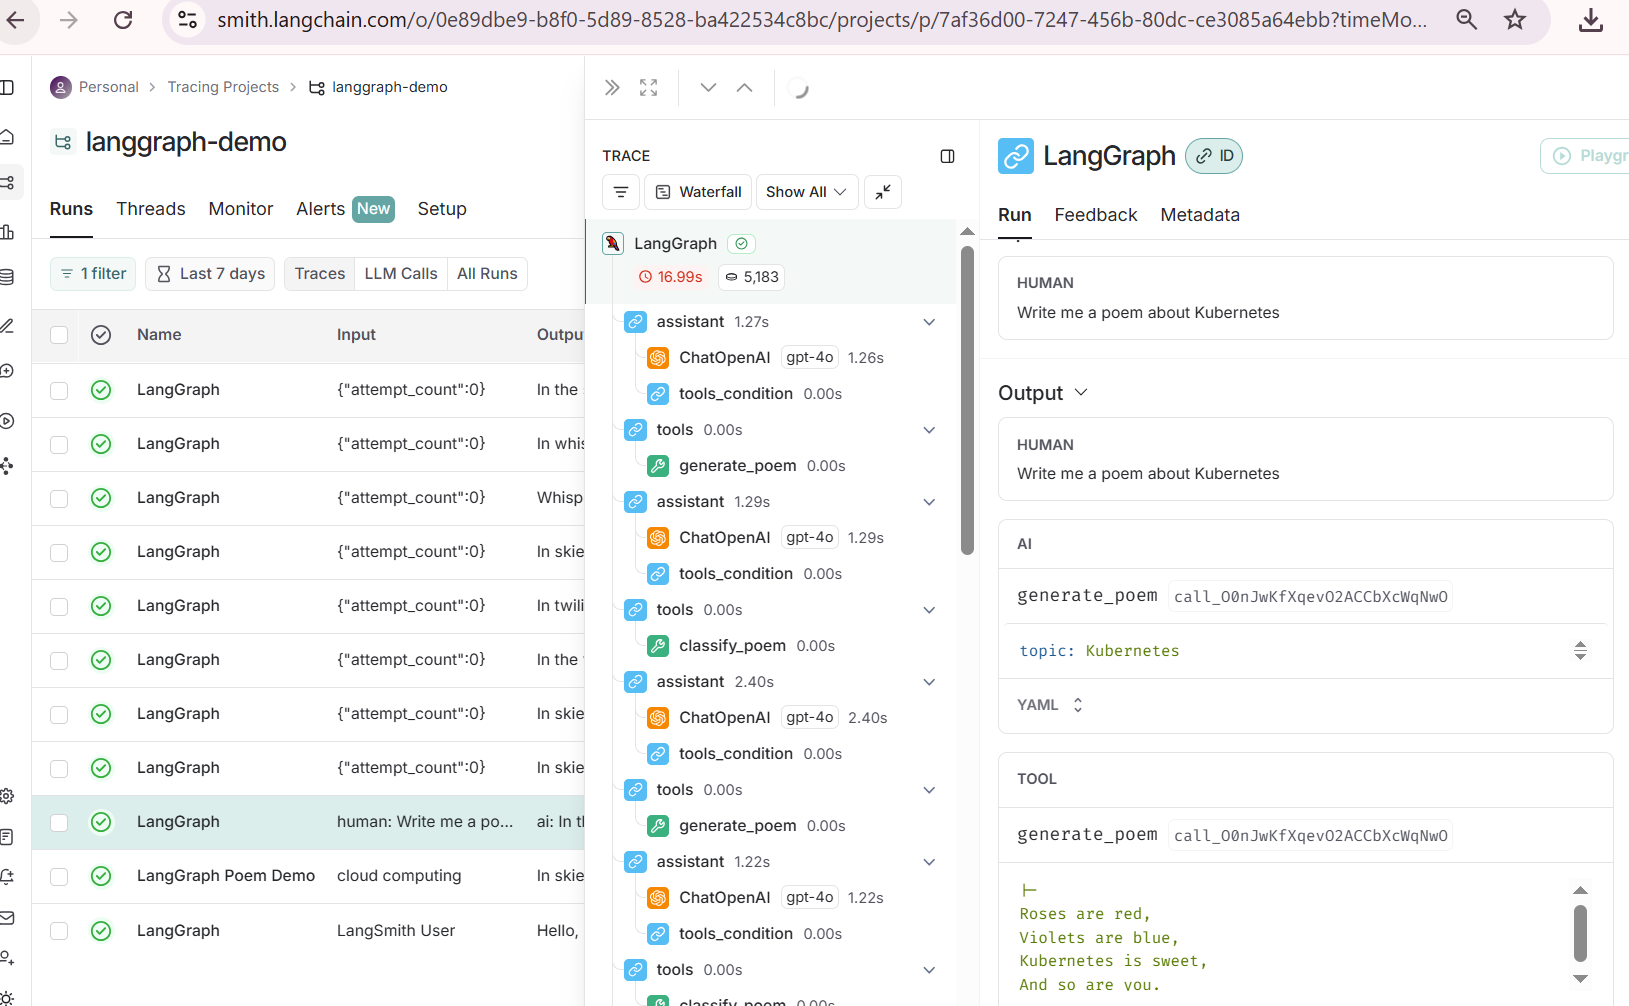 smith.langchain.com/o/0e89dbe9-b8f0-5d89-8528-ba422534c8bc/projects/p/7af36d00-7247-456b-80dc-ce3085a64ebb?timeMo...
Personal > Tracing Projects > langgraph-demo
langgraph-demo
Runs Threads Monitor Alerts New Setup
1 filter Last 7 days Traces LLM Calls All Runs
Name Input Outpu
LangGraph {"attempt_count":0} In the
LangGraph {"attempt_count":0} In whis
LangGraph {"attempt_count":0} Whisp
LangGraph {"attempt_count":0} In skie
LangGraph {"attempt_count":0} In twili
LangGraph {"attempt_count":0} In the
LangGraph {"attempt_count":0} In skie
LangGraph {"attempt_count":0} In skie
LangGraph human: Write me a po... ai: In th
LangGraph Poem Demo cloud computing In skie
LangGraph LangSmith User Hello,
TRACE
Waterfall Show All
LangGraph
16.99s 5,183
assistant 1.27s
ChatOpenAI gpt-4o 1.26s
tools_condition 0.00s
tools 0.00s
generate_poem 0.00s
assistant 1.29s
ChatOpenAI gpt-4o 1.29s
tools_condition 0.00s
tools 0.00s
classify_poem 0.00s
assistant 2.40s
ChatOpenAI gpt-4o 2.40s
tools_condition 0.00s
tools 0.00s
generate_poem 0.00s
assistant 1.22s
ChatOpenAI gpt-4o 1.22s
tools_condition 0.00s
tools 0.00s
classify_poem 0.00s
LangGraph ID Playgr
Run Feedback Metadata
HUMAN
Write me a poem about Kubernetes
Output
HUMAN
Write me a poem about Kubernetes
AI
generate_poem call_O0nJwKfXqevO2ACCbXcWqNwO
topic: Kubernetes
YAML
TOOL
generate_poem call_O0nJwKfXqevO2ACCbXcWqNwO
|-
Roses are red,
Violets are blue,
Kubernetes is sweet,
And so are you.